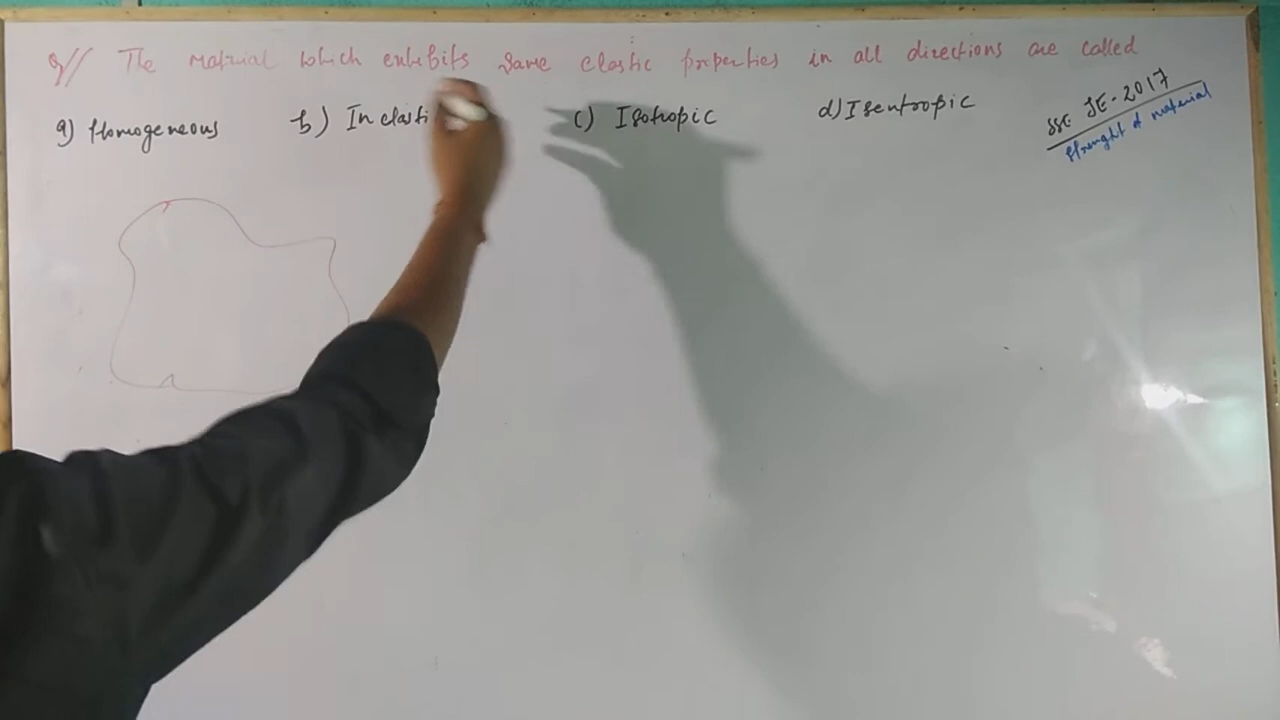 Q// The material which exhibits same elastic properties in all directions are called
a) Homogeneous b) Inelasti c) Isotropic d) Isentropic
SSC JE-2017
Strenght of material